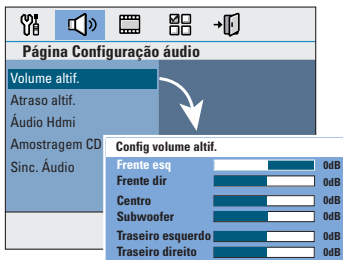 Página Configuração áudio
Volume altif.
Atraso altif.
Áudio Hdmi
Amostragem CD
Sinc. Áudio
Config volume altif.
Frente esq 0dB
Frente dir 0dB
Centro 0dB
Subwoofer 0dB
Traseiro esquerdo 0dB
Traseiro direito 0dB